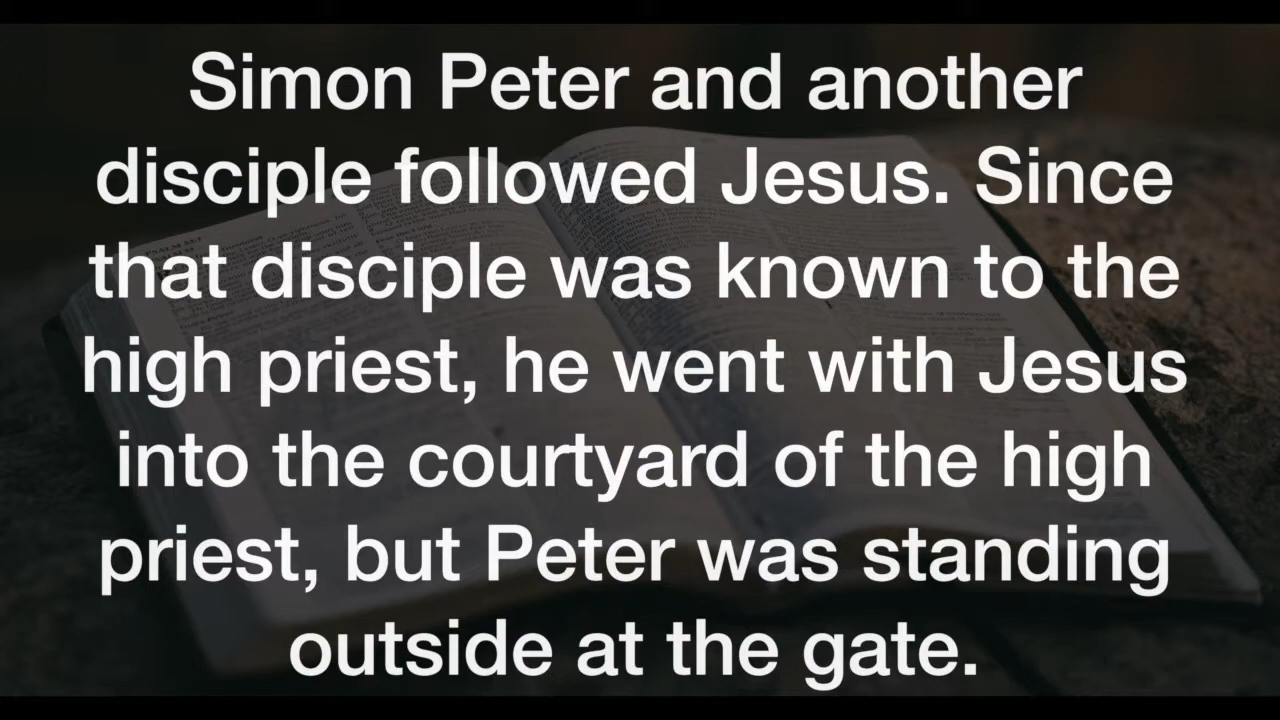 Simon Peter and another
disciple followed Jesus. Since
that disciple was known to the
high priest, he went with Jesus
into the courtyard of the high
priest, but Peter was standing
outside at the gate.